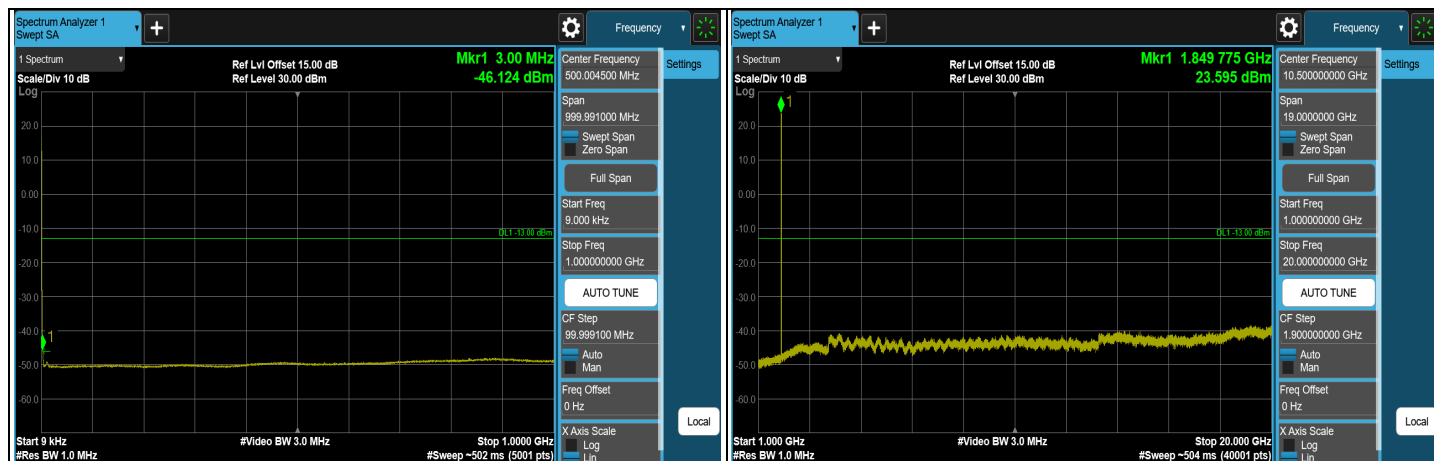 Spectrum Analyzer 1
Swept SA
+
Frequency
1 Spectrum
Ref Lvl Offset 15.00 dB
Mkr1 3.00 MHz
Scale/Div 10 dB
Ref Level 30.00 dBm
-46.124 dBm
Log
20.0
10.0
0.00
-10.0
-20.0
-30.0
-40.0
-50.0
-60.0
DL1 -13.00 dBm
1
Start 9 kHz
#Video BW 3.0 MHz
Stop 1.0000 GHz
#Res BW 1.0 MHz
#Sweep ~502 ms (5001 pts)
Center Frequency
500.004500 MHz
Span
999.991000 MHz
Swept Span
Zero Span
Full Span
Start Freq
9.000 kHz
Stop Freq
1.000000000 GHz
AUTO TUNE
CF Step
99.999100 MHz
Auto
Man
Freq Offset
0 Hz
X Axis Scale
Log
Lin
Settings
Local
Spectrum Analyzer 1
Swept SA
+
Frequency
1 Spectrum
Ref Lvl Offset 15.00 dB
Mkr1 1.849 775 GHz
Scale/Div 10 dB
Ref Level 30.00 dBm
23.595 dBm
Log
1
20.0
10.0
0.00
-10.0
-20.0
-30.0
-40.0
-50.0
-60.0
DL1 -13.00 dBm
Start 1.000 GHz
#Video BW 3.0 MHz
Stop 20.000 GHz
#Res BW 1.0 MHz
#Sweep ~504 ms (40001 pts)
Center Frequency
10.500000000 GHz
Span
19.0000000 GHz
Swept Span
Zero Span
Full Span
Start Freq
1.000000000 GHz
Stop Freq
20.000000000 GHz
AUTO TUNE
CF Step
1.900000000 GHz
Auto
Man
Freq Offset
0 Hz
X Axis Scale
Log
Lin
Settings
Local